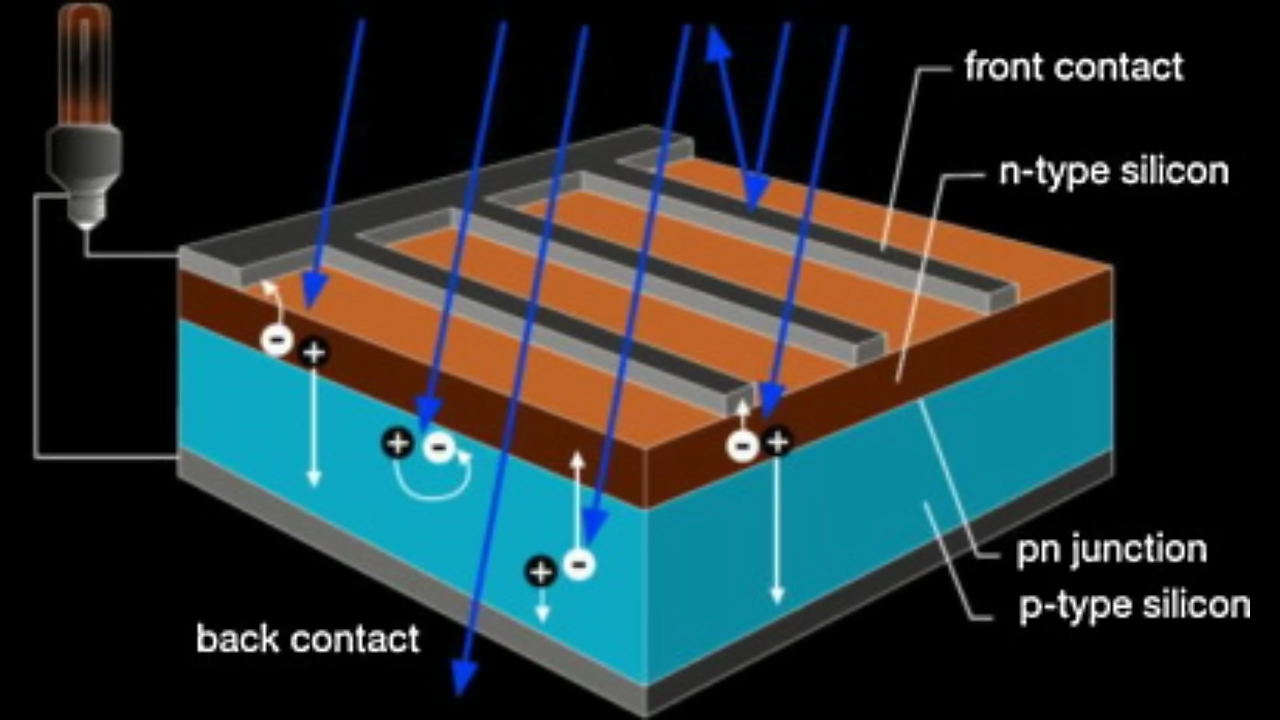 front contact
n-type silicon
pn junction
p-type silicon
back contact